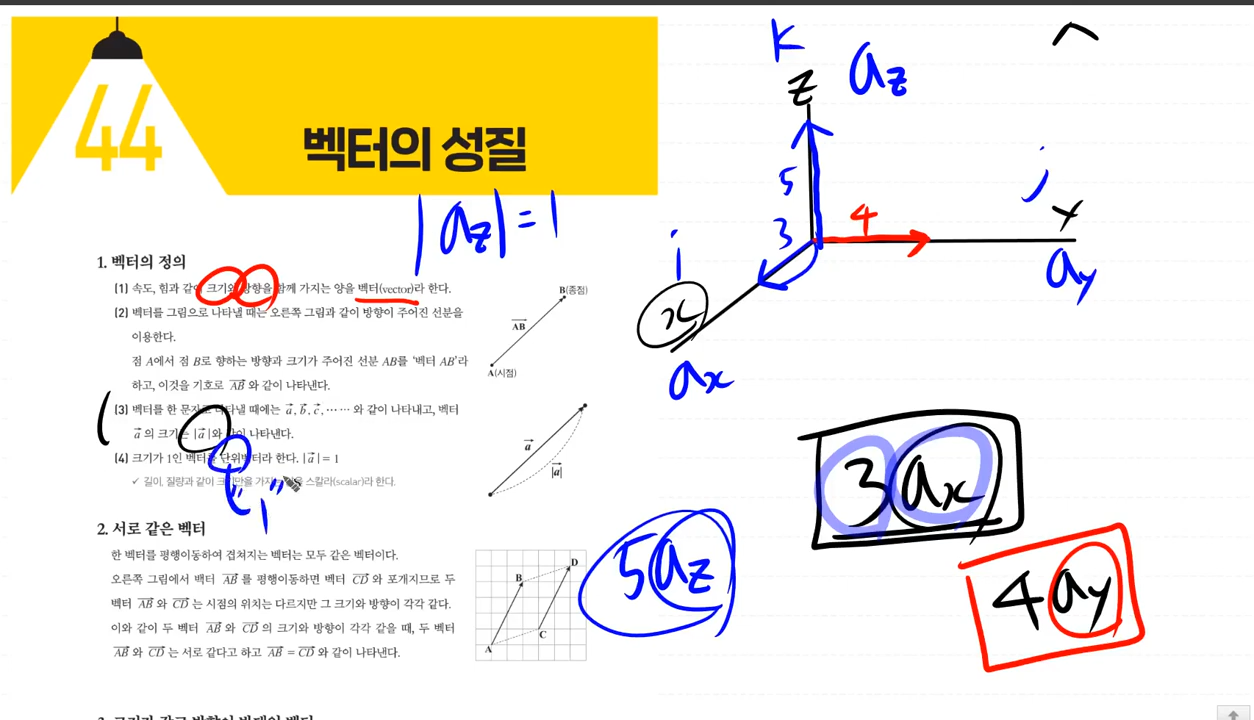 44
벡터의 성질
|az|=1
1. 벡터의 정의
(1) 속도, 힘과 같이 크기와 방향을 함께 가지는 양을 벡터(vector)라 한다.
(2) 벡터를 그림으로 나타낼 때는 오른쪽 그림과 같이 방향이 주어진 선분을
이용한다.
점 A에서 점 B로 향하는 방향과 크기가 주어진 선분 AB를 '벡터 AB'라
하고, 이것을 기호로 AB와 같이 나타낸다.
(3) 벡터를 한 문자로 나타낼 때에는 a, b, c, ……와 같이 나타내고, 벡터
a의 크기는 |a|와 같이 나타낸다.
(4) 크기가 1인 벡터를 단위벡터라 한다. |a|=1
✓ 길이, 질량과 같이 크기만을 가지는 양을 스칼라(scalar)라 한다.
"1"
B(종점)
AB
A(시점)
a
|a|
2. 서로 같은 벡터
한 벡터를 평행이동하여 겹쳐지는 벡터는 모두 같은 벡터이다.
오른쪽 그림에서 백터 AB를 평행이동하면 벡터 CD와 포개지므로 두
벡터 AB와 CD는 시점의 위치는 다르지만 그 크기와 방향이 각각 같다.
이와 같이 두 벡터 AB와 CD의 크기와 방향이 각각 같을 때, 두 벡터
AB와 CD는 서로 같다고 하고 AB=CD와 같이 나타낸다.
D
B
C
A
k
z
az
5
4
3
j
y
ay
i
x
ax
3ax
5az
4ay